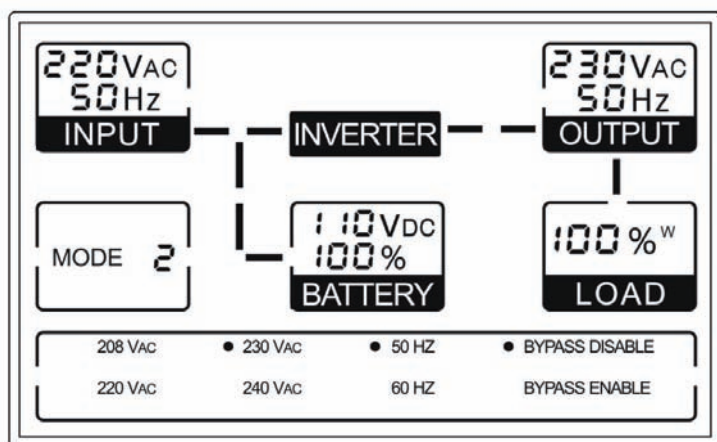 220VAC
50Hz
INPUT
INVERTER
230VAC
50Hz
OUTPUT
MODE 2
110VDC
100%
BATTERY
100%W
LOAD
208 VAC ● 230 VAC ● 50 HZ ● BYPASS DISABLE
220 VAC 240 VAC 60 HZ BYPASS ENABLE